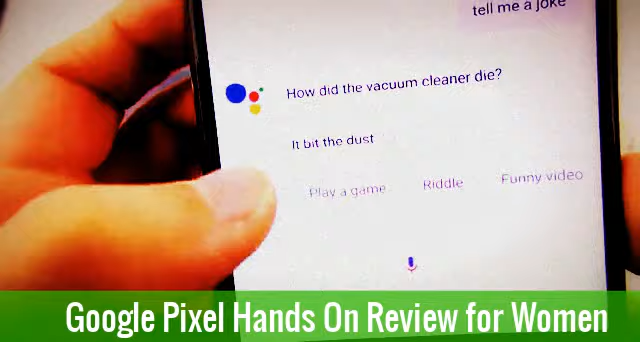 tell me a joke
How did the vacuum cleaner die?
It bit the dust
Play a game Riddle Funny video
Google Pixel Hands On Review for Women